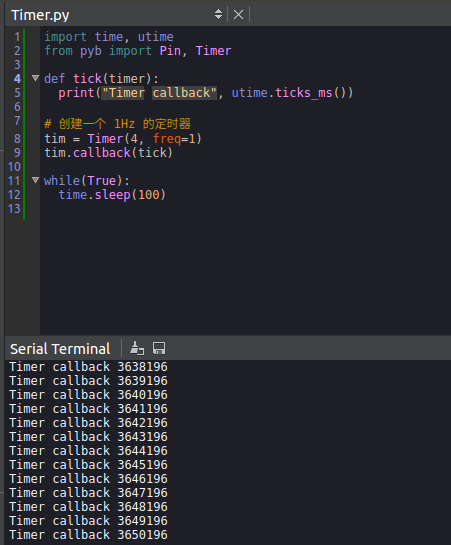 Timer.py
1 import time, utime
2 from pyb import Pin, Timer
3
4 def tick(timer):
5 print("Timer callback", utime.ticks_ms())
6
7 # 创建一个 1Hz 的定时器
8 tim = Timer(4, freq=1)
9 tim.callback(tick)
10
11 while(True):
12 time.sleep(100)
13
Serial Terminal
Timer callback 3638196
Timer callback 3639196
Timer callback 3640196
Timer callback 3641196
Timer callback 3642196
Timer callback 3643196
Timer callback 3644196
Timer callback 3645196
Timer callback 3646196
Timer callback 3647196
Timer callback 3648196
Timer callback 3649196
Timer callback 3650196